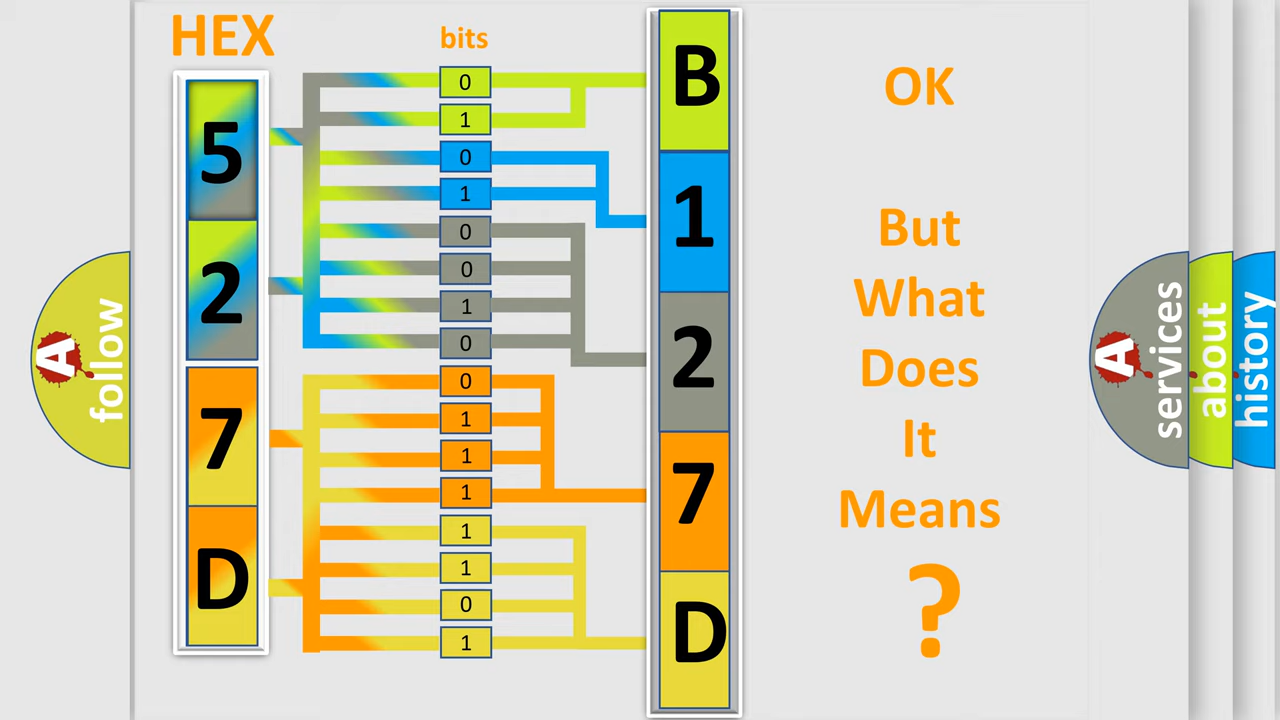 HEX
bits
5
2
7
D
0
1
0
1
0
0
1
0
0
1
1
1
1
1
0
1
B
1
2
7
D
OK
But
What
Does
It
Means
?
A
follow
A
services
about
history